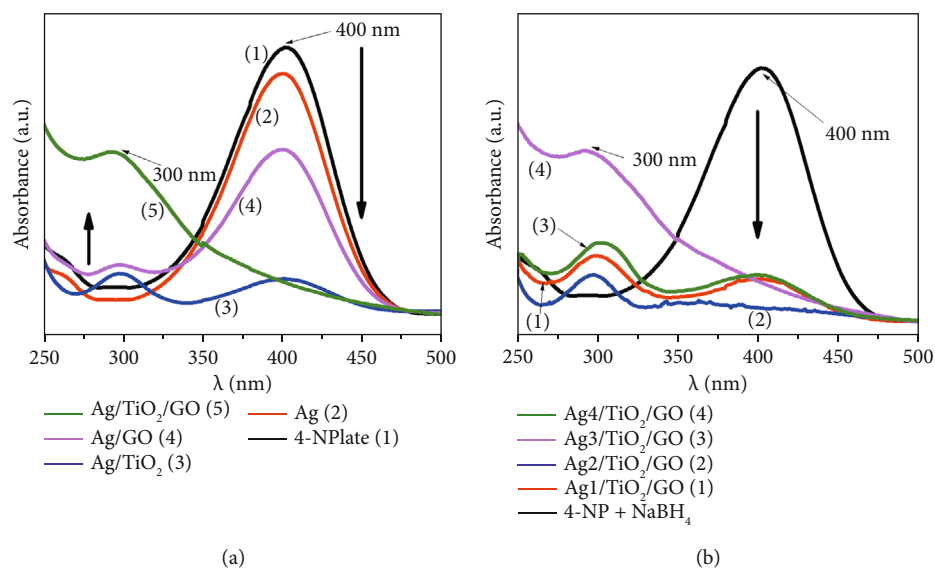 400 nm
(1)
(2)
300 nm
(4)
(5)
(3)
Absorbance (a.u.)
250 300 350 400 450 500
λ (nm)
Ag/TiO₂/GO (5)
Ag (2)
Ag/GO (4)
4-NPlate (1)
Ag/TiO₂ (3)
(a)
400 nm
300 nm
(4)
(3)
(1)
(2)
Absorbance (a.u.)
250 300 350 400 450 500
λ (nm)
Ag4/TiO₂/GO (4)
Ag3/TiO₂/GO (3)
Ag2/TiO₂/GO (2)
Ag1/TiO₂/GO (1)
4-NP + NaBH₄
(b)